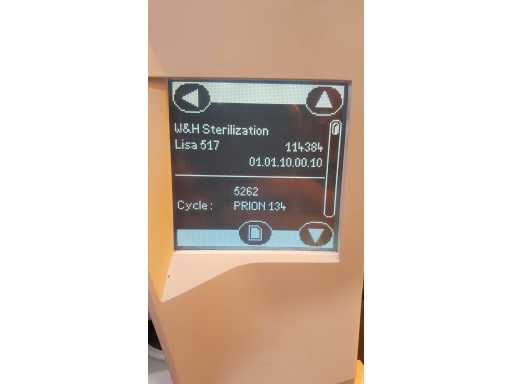 W&H Sterilization
Lisa 517 114384
01.01.10.00.10
5262
Cycle: PRION 134